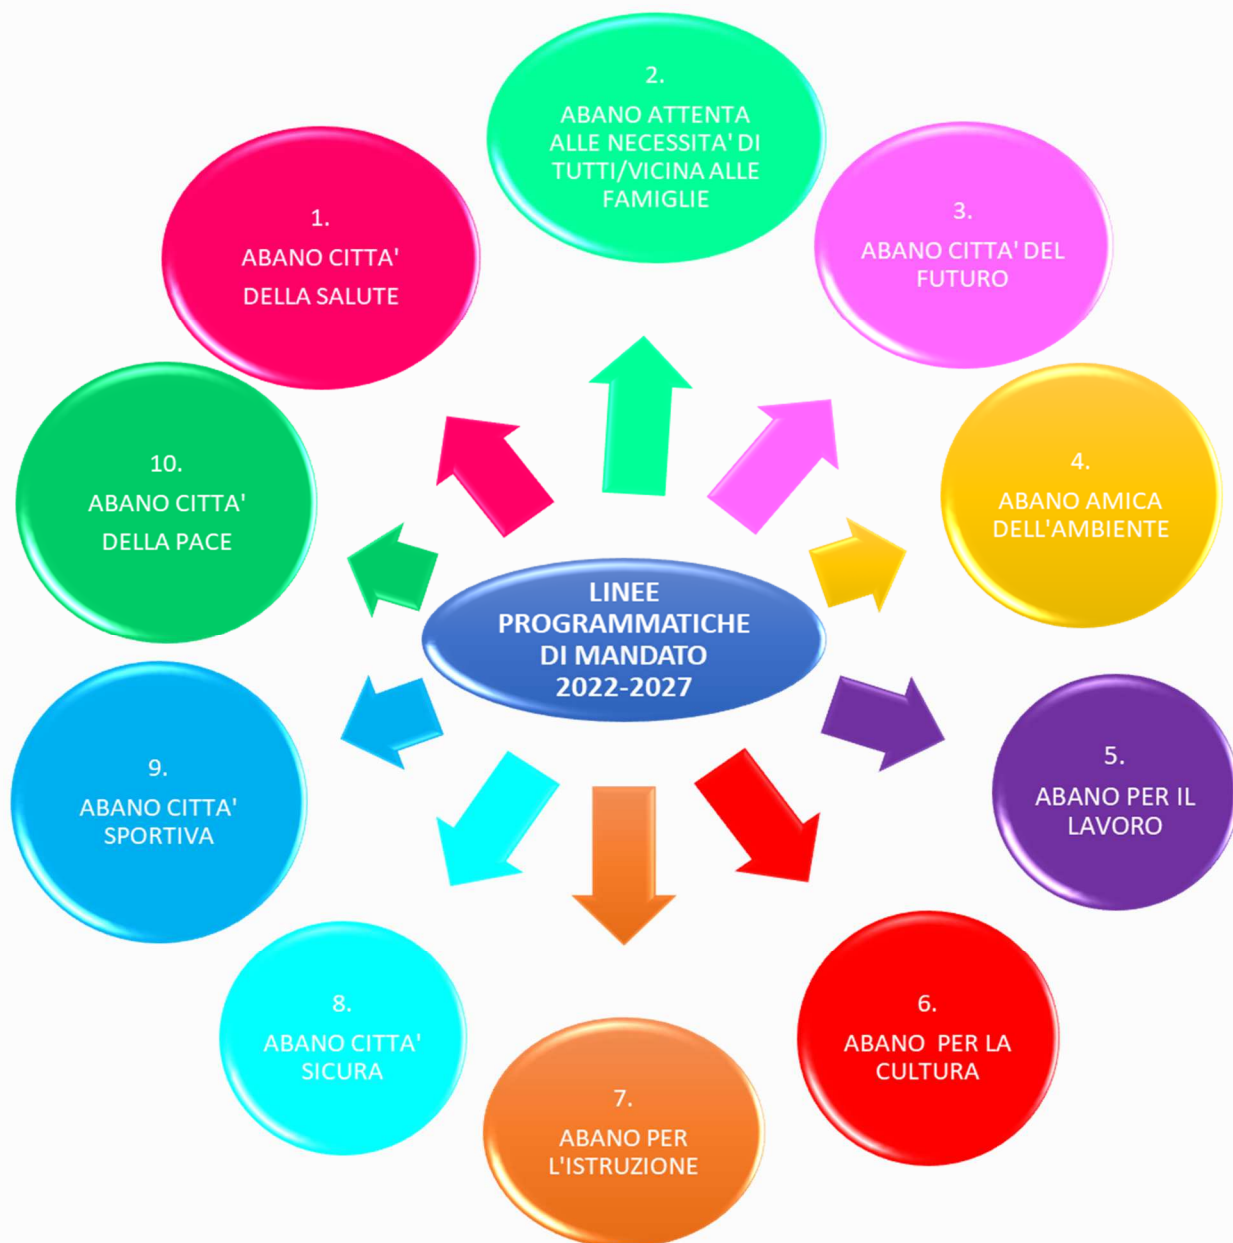 LINEE
PROGRAMMATICHE
DI MANDATO
2022-2027
1.
ABANO CITTA'
DELLA SALUTE
2.
ABANO ATTENTA
ALLE NECESSITA' DI
TUTTI/VICINA ALLE
FAMIGLIE
3.
ABANO CITTA' DEL
FUTURO
4.
ABANO AMICA
DELL'AMBIENTE
5.
ABANO PER IL
LAVORO
6.
ABANO PER LA
CULTURA
7.
ABANO PER
L'ISTRUZIONE
8.
ABANO CITTA'
SICURA
9.
ABANO CITTA'
SPORTIVA
10.
ABANO CITTA'
DELLA PACE